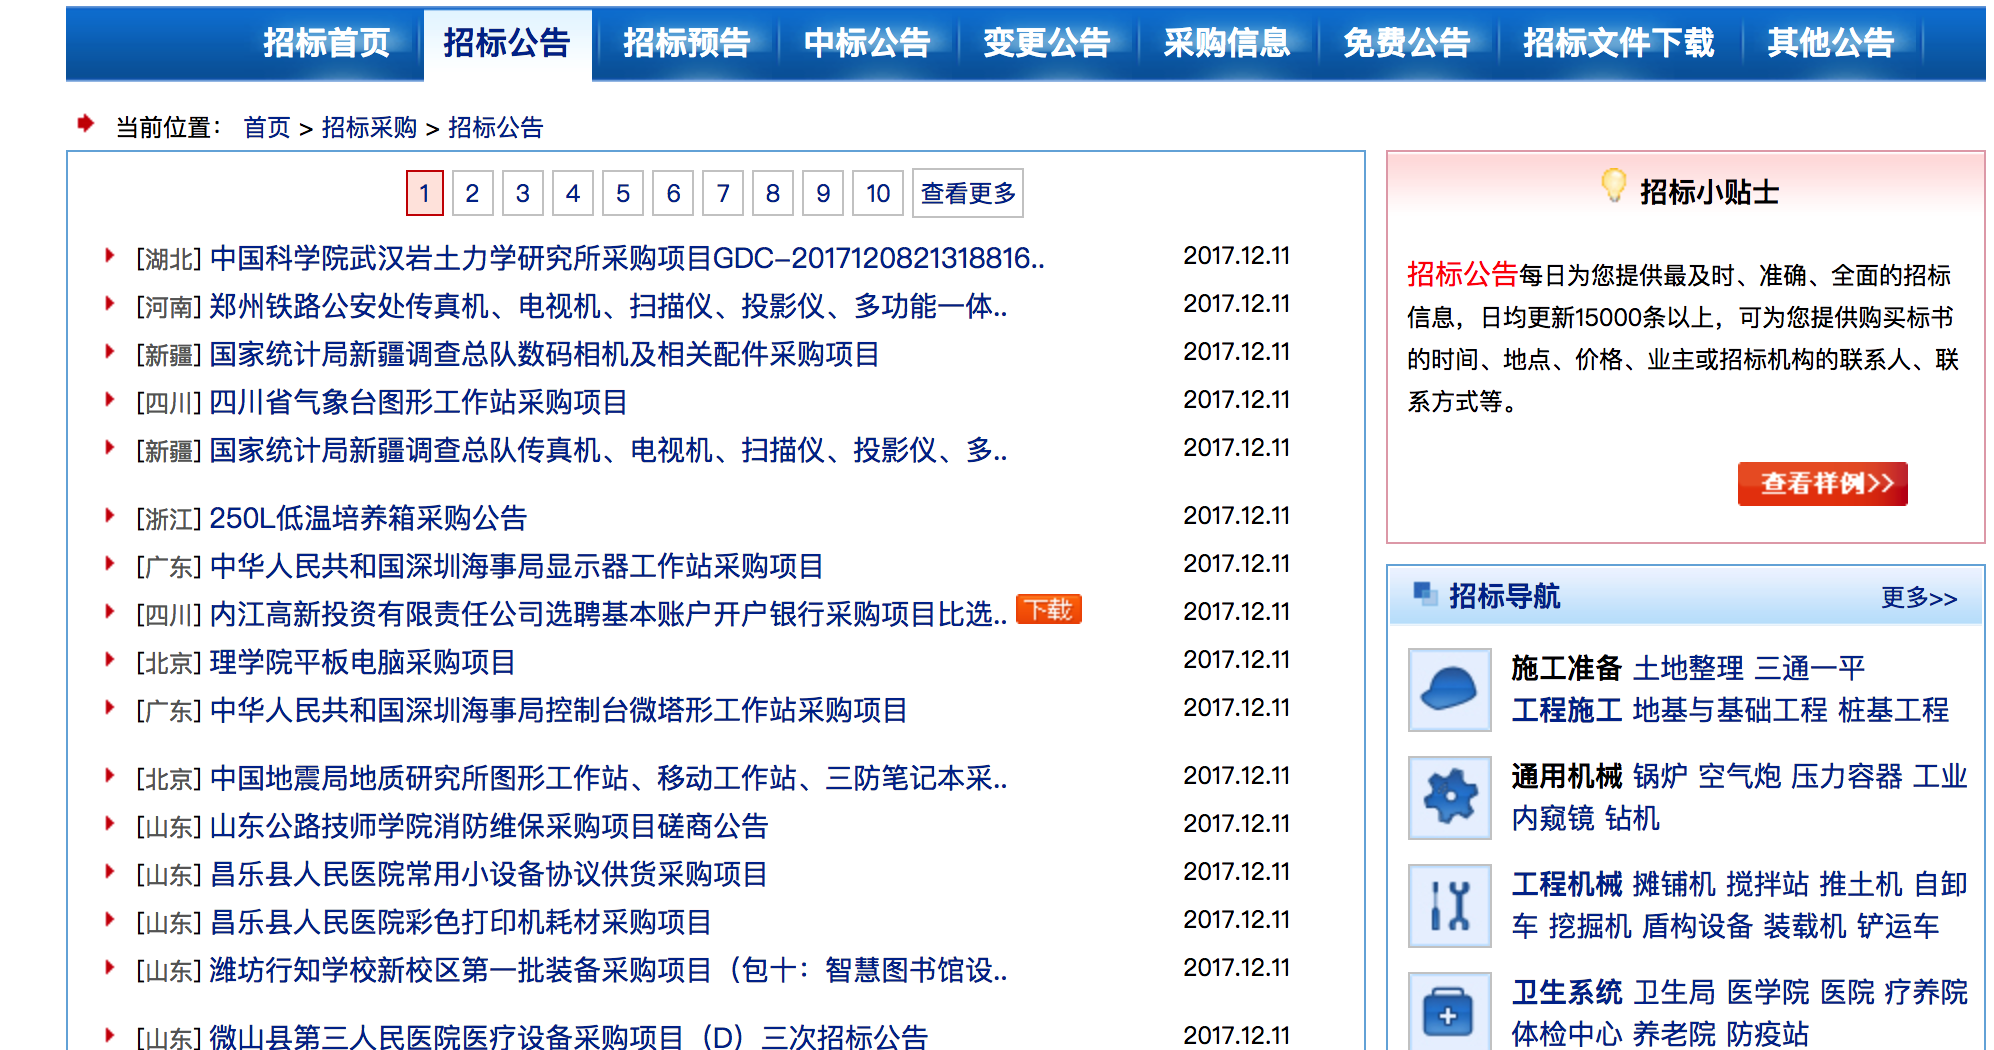 招标首页 招标公告 招标预告 中标公告 变更公告 采购信息 免费公告 招标文件下载 其他公告
当前位置： 首页 > 招标采购 > 招标公告
1 2 3 4 5 6 7 8 9 10 查看更多
[湖北] 中国科学院武汉岩土力学研究所采购项目GDC-2017120821318816.. 2017.12.11
[河南] 郑州铁路公安处传真机、电视机、扫描仪、投影仪、多功能一体.. 2017.12.11
[新疆] 国家统计局新疆调查总队数码相机及相关配件采购项目 2017.12.11
[四川] 四川省气象台图形工作站采购项目 2017.12.11
[新疆] 国家统计局新疆调查总队传真机、电视机、扫描仪、投影仪、多.. 2017.12.11
[浙江] 250L低温培养箱采购公告 2017.12.11
[广东] 中华人民共和国深圳海事局显示器工作站采购项目 2017.12.11
[四川] 内江高新投资有限责任公司选聘基本账户开户银行采购项目比选.. 下载 2017.12.11
[北京] 理学院平板电脑采购项目 2017.12.11
[广东] 中华人民共和国深圳海事局控制台微塔形工作站采购项目 2017.12.11
[北京] 中国地震局地质研究所图形工作站、移动工作站、三防笔记本采.. 2017.12.11
[山东] 山东公路技师学院消防维保采购项目磋商公告 2017.12.11
[山东] 昌乐县人民医院常用小设备协议供货采购项目 2017.12.11
[山东] 昌乐县人民医院彩色打印机耗材采购项目 2017.12.11
[山东] 潍坊行知学校新校区第一批装备采购项目（包十：智慧图书馆设.. 2017.12.11
[山东] 微山县第三人民医院医疗设备采购项目（D）三次招标公告 2017.12.11
招标小贴士
招标公告每日为您提供最及时、准确、全面的招标
信息，日均更新15000条以上，可为您提供购买标书
的时间、地点、价格、业主或招标机构的联系人、联
系方式等。
查看样例>>
招标导航 更多>>
施工准备 土地整理 三通一平
工程施工 地基与基础工程 桩基工程
通用机械 锅炉 空气炮 压力容器 工业
内窥镜 钻机
工程机械 摊铺机 搅拌站 推土机 自卸
车 挖掘机 盾构设备 装载机 铲运车
卫生系统 卫生局 医学院 医院 疗养院
体检中心 养老院 防疫站